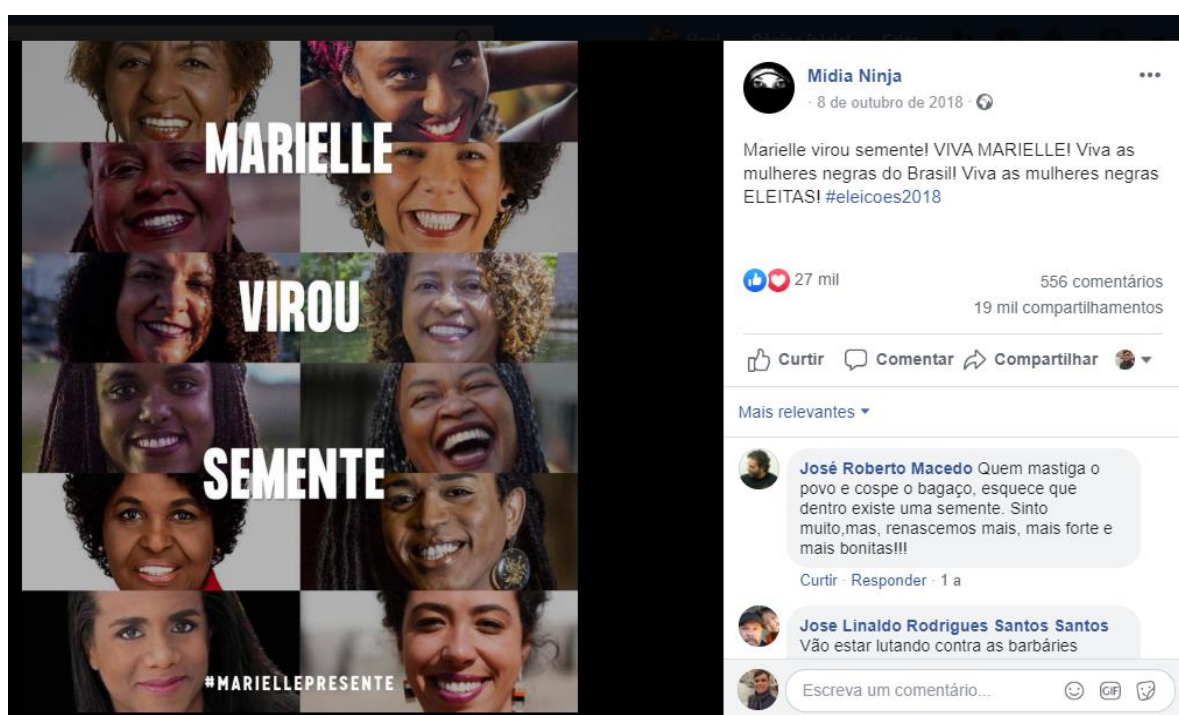 MARIELLE
VIROU
SEMENTE
#MARIELLEPRESENTE
Página inicial
Mídia Ninja
· 8 de outubro de 2018 ·
Marielle virou semente! VIVA MARIELLE! Viva as
mulheres negras do Brasil! Viva as mulheres negras
ELEITAS! #eleicoes2018
27 mil
556 comentários
19 mil compartilhamentos
Curtir Comentar Compartilhar
Mais relevantes
José Roberto Macedo Quem mastiga o
povo e cospe o bagaço, esquece que
dentro existe uma semente. Sinto
muito,mas, renascemos mais, mais forte e
mais bonitas!!!
Curtir · Responder · 1 a
Jose Linaldo Rodrigues Santos Santos
Vão estar lutando contra as barbáries
Escreva um comentário...
GIF